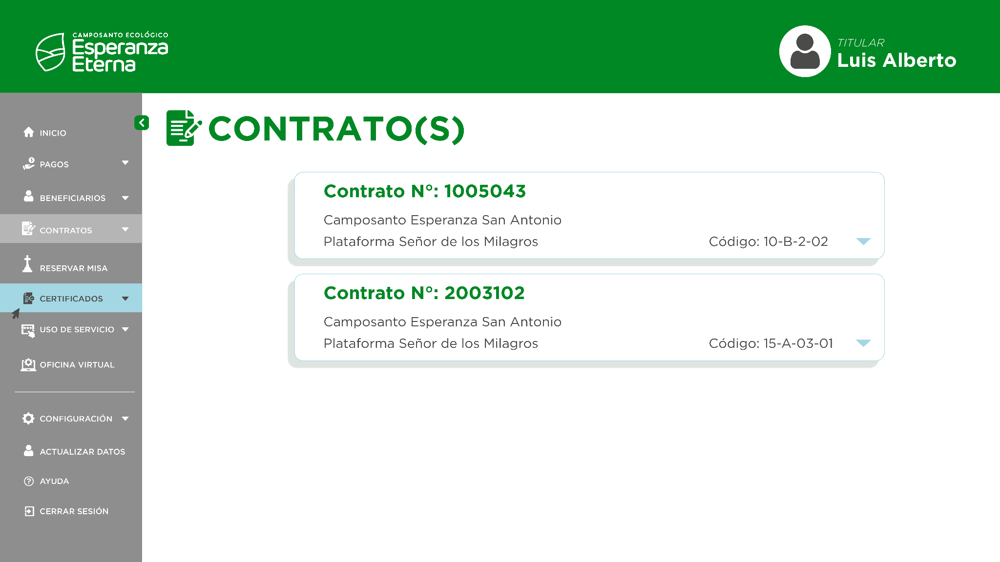 CAMPOSANTO ECOLÓGICO
Esperanza
Eterna
TITULAR
Luis Alberto
INICIO
PAGOS
BENEFICIARIOS
CONTRATOS
RESERVAR MISA
CERTIFICADOS
USO DE SERVICIO
OFICINA VIRTUAL
CONFIGURACIÓN
ACTUALIZAR DATOS
AYUDA
CERRAR SESIÓN
CONTRATO(S)
Contrato N°: 1005043
Camposanto Esperanza San Antonio
Plataforma Señor de los Milagros Código: 10-B-2-02
Contrato N°: 2003102
Camposanto Esperanza San Antonio
Plataforma Señor de los Milagros Código: 15-A-03-01